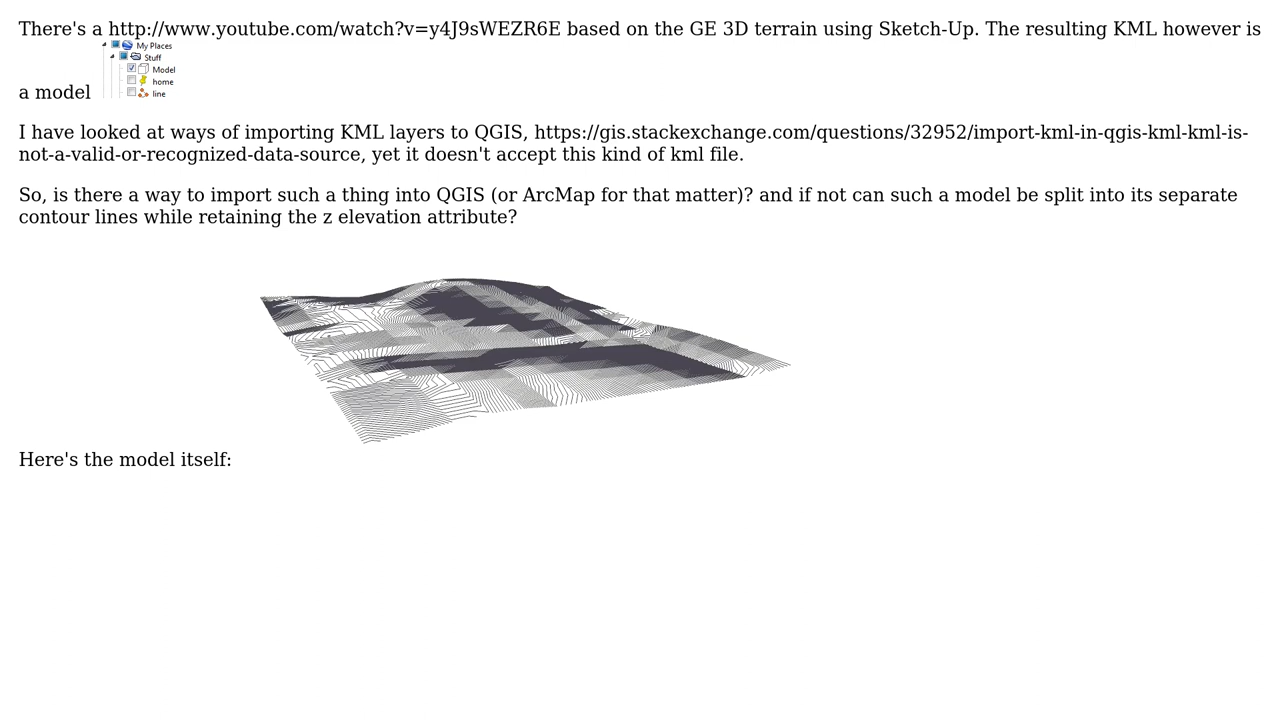 There's a http://www.youtube.com/watch?v=y4J9sWEZR6E based on the GE 3D terrain using Sketch-Up. The resulting KML however is
My Places
Stuff
Model
home
line
a model
I have looked at ways of importing KML layers to QGIS, https://gis.stackexchange.com/questions/32952/import-kml-in-qgis-kml-kml-is-
not-a-valid-or-recognized-data-source, yet it doesn't accept this kind of kml file.
So, is there a way to import such a thing into QGIS (or ArcMap for that matter)? and if not can such a model be split into its separate
contour lines while retaining the z elevation attribute?
Here's the model itself: